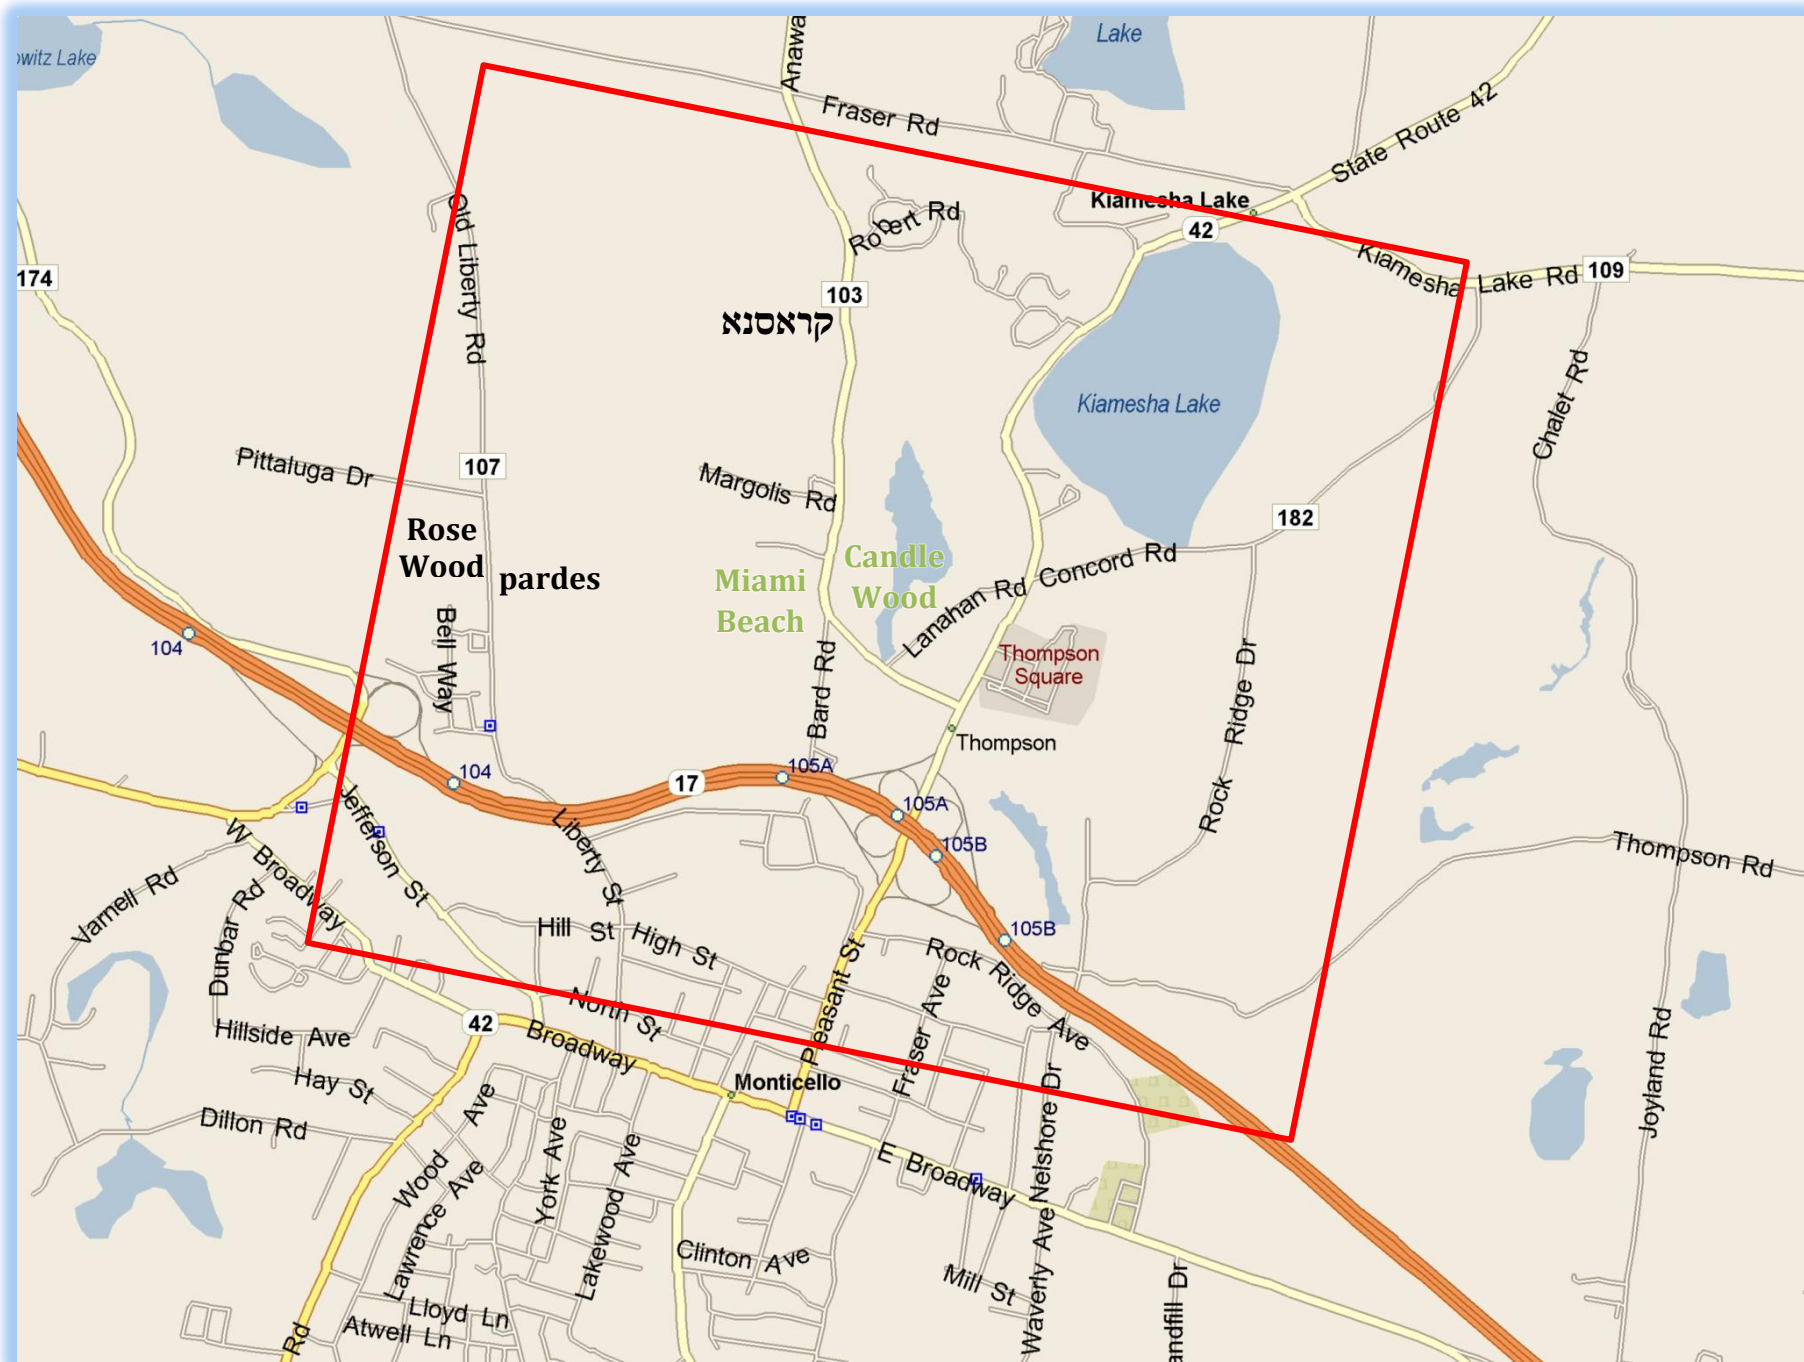 owitz Lake
Lake
Anawa
Fraser Rd
State Route 42
Kiamesha Lake
42
Robert Rd
Old Liberty Rd
174
103
קראסנא
Kiamesha Lake Rd
109
Chalet Rd
Kiamesha Lake
Pittaluga Dr
107
Margolis Rd
182
Rose
Wood
pardes
Miami
Beach
Candle
Wood
Lanahan Rd
Concord Rd
Bell Way
Bard Rd
Thompson
Square
Rock Ridge Dr
104
Thompson
104
17
105A
105A
105B
105B
Jefferson St
Liberty St
W Broadway
Varnell Rd
Dunbar Rd
Thompson Rd
Hill St
High St
Pleasant St
Rock Ridge Ave
Fraser Ave
North St
42
Broadway
Hillside Ave
Hay St
Monticello
Dillon Rd
Nelshore Dr
Joyland Rd
Wood Ave
York Ave
Lakewood Ave
Lawrence Ave
E Broadway
Waverly Ave
Clinton Ave
Mill St
andfill Dr
Lloyd Ln
Atwell Ln
Rd